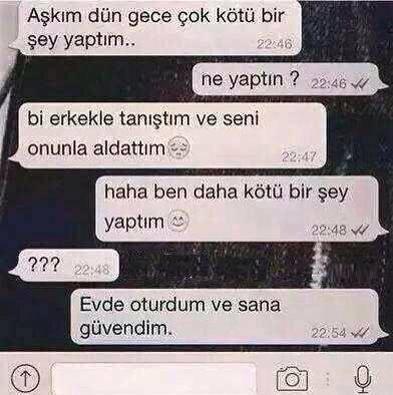 Aşkım dün gece çok kötü bir
şey yaptım..
22:46
ne yaptın ? 22:46
bi erkekle tanıştım ve seni
onunla aldattım😔
22:47
haha ben daha kötü bir şey
yaptım 😊
22:48
??? 22:48
Evde oturdum ve sana
güvendim. 22:54